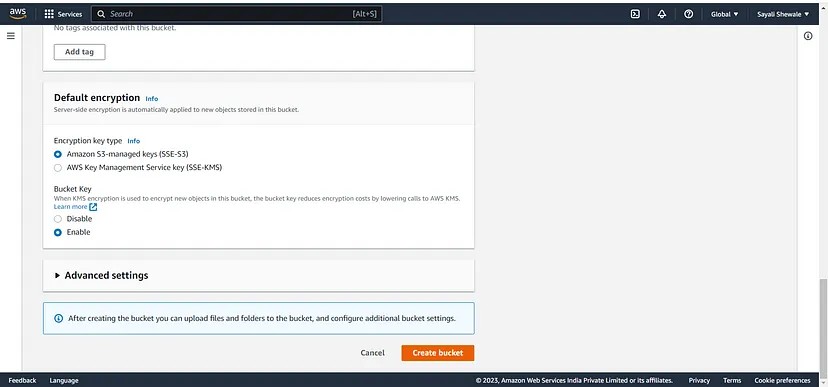 aws
Services
Search
[Alt+S]
Global
Sayali Shewale
No tags associated with this bucket.
Add tag
Default encryption Info
Server-side encryption is automatically applied to new objects stored in this bucket.
Encryption key type Info
Amazon S3-managed keys (SSE-S3)
AWS Key Management Service key (SSE-KMS)
Bucket Key
When KMS encryption is used to encrypt new objects in this bucket, the bucket key reduces encryption costs by lowering calls to AWS KMS.
Learn more
Disable
Enable
Advanced settings
After creating the bucket you can upload files and folders to the bucket, and configure additional bucket settings.
Cancel
Create bucket
Feedback
Language
© 2023, Amazon Web Services India Private Limited or its affiliates.
Privacy
Terms
Cookie preferences